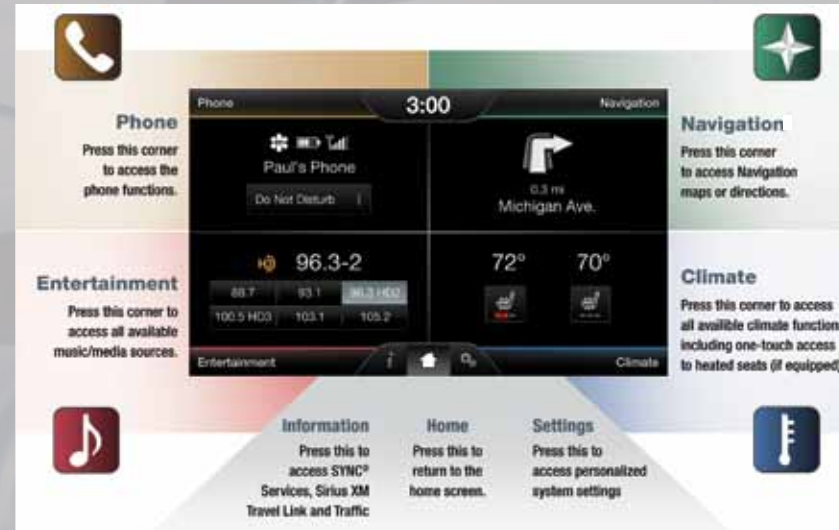 Phone
Press this corner
to access the
phone functions.
Entertainment
Press this corner to
access all available
music/media sources.
Phone
3:00
Navigation
Paul's Phone
Do Not Disturb
0.3 mi
Michigan Ave.
96.3-2
88.7 93.1 96.3 HD2
100.5 HD3 103.1 105.2
72° 70°
Entertainment
i
Climate
Navigation
Press this corner
to access Navigation
maps or directions.
Climate
Press this corner to access
all availible climate function
including one-touch access
to heated seats (if equipped)
Information
Press this to
access SYNC®
Services, Sirius XM
Travel Link and Traffic
Home
Press this to
return to the
home screen.
Settings
Press this to
access personalized
system settings